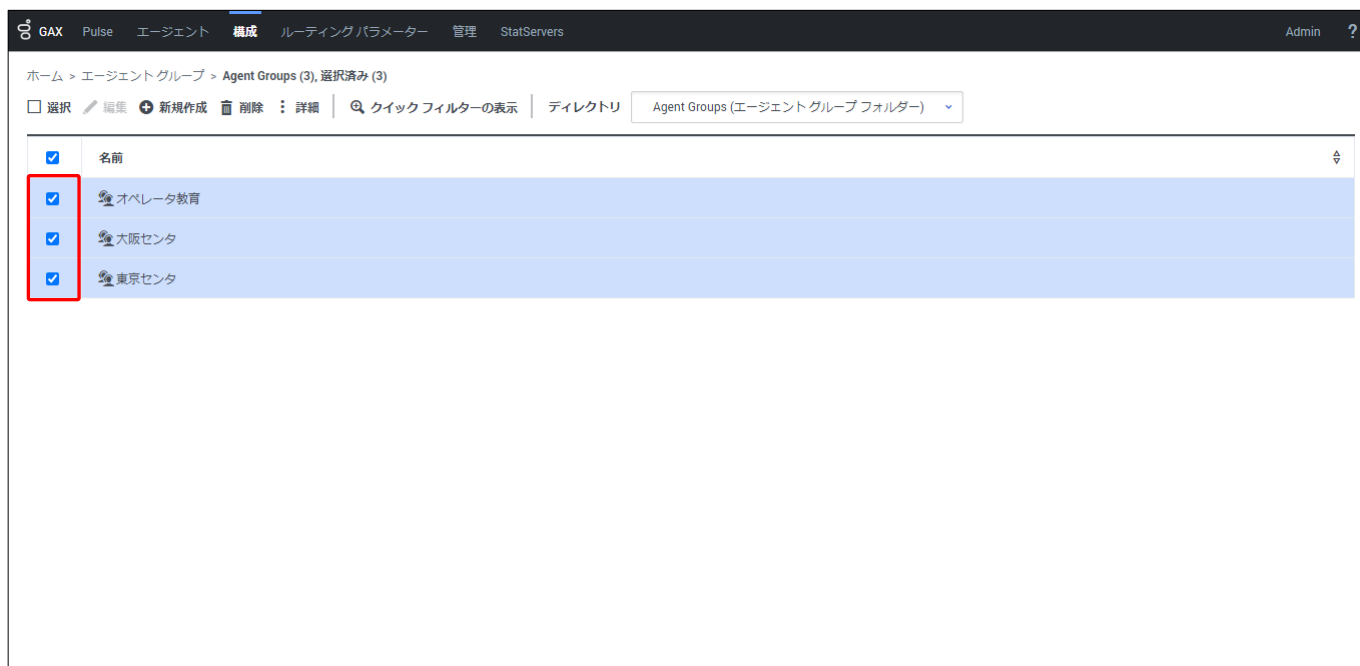 GAX Pulse エージェント 構成 ルーティング パラメーター 管理 StatServers Admin ?
ホーム > エージェント グループ > Agent Groups (3), 選択済み (3)
選択 編集 新規作成 削除 詳細 クイック フィルターの表示 ディレクトリ Agent Groups (エージェント グループ フォルダー)
名前
オペレータ教育
大阪センタ
東京センタ